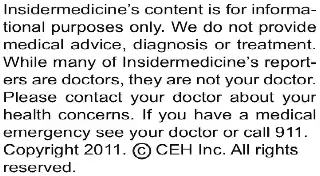 Insidermedicine's content is for informa-
tional purposes only. We do not provide
medical advice, diagnosis or treatment.
While many of Insidermedicine's report-
ers are doctors, they are not your doctor.
Please contact your doctor about your
health concerns. If you have a medical
emergency see your doctor or call 911.
Copyright 2011. © CEH Inc. All rights
reserved.